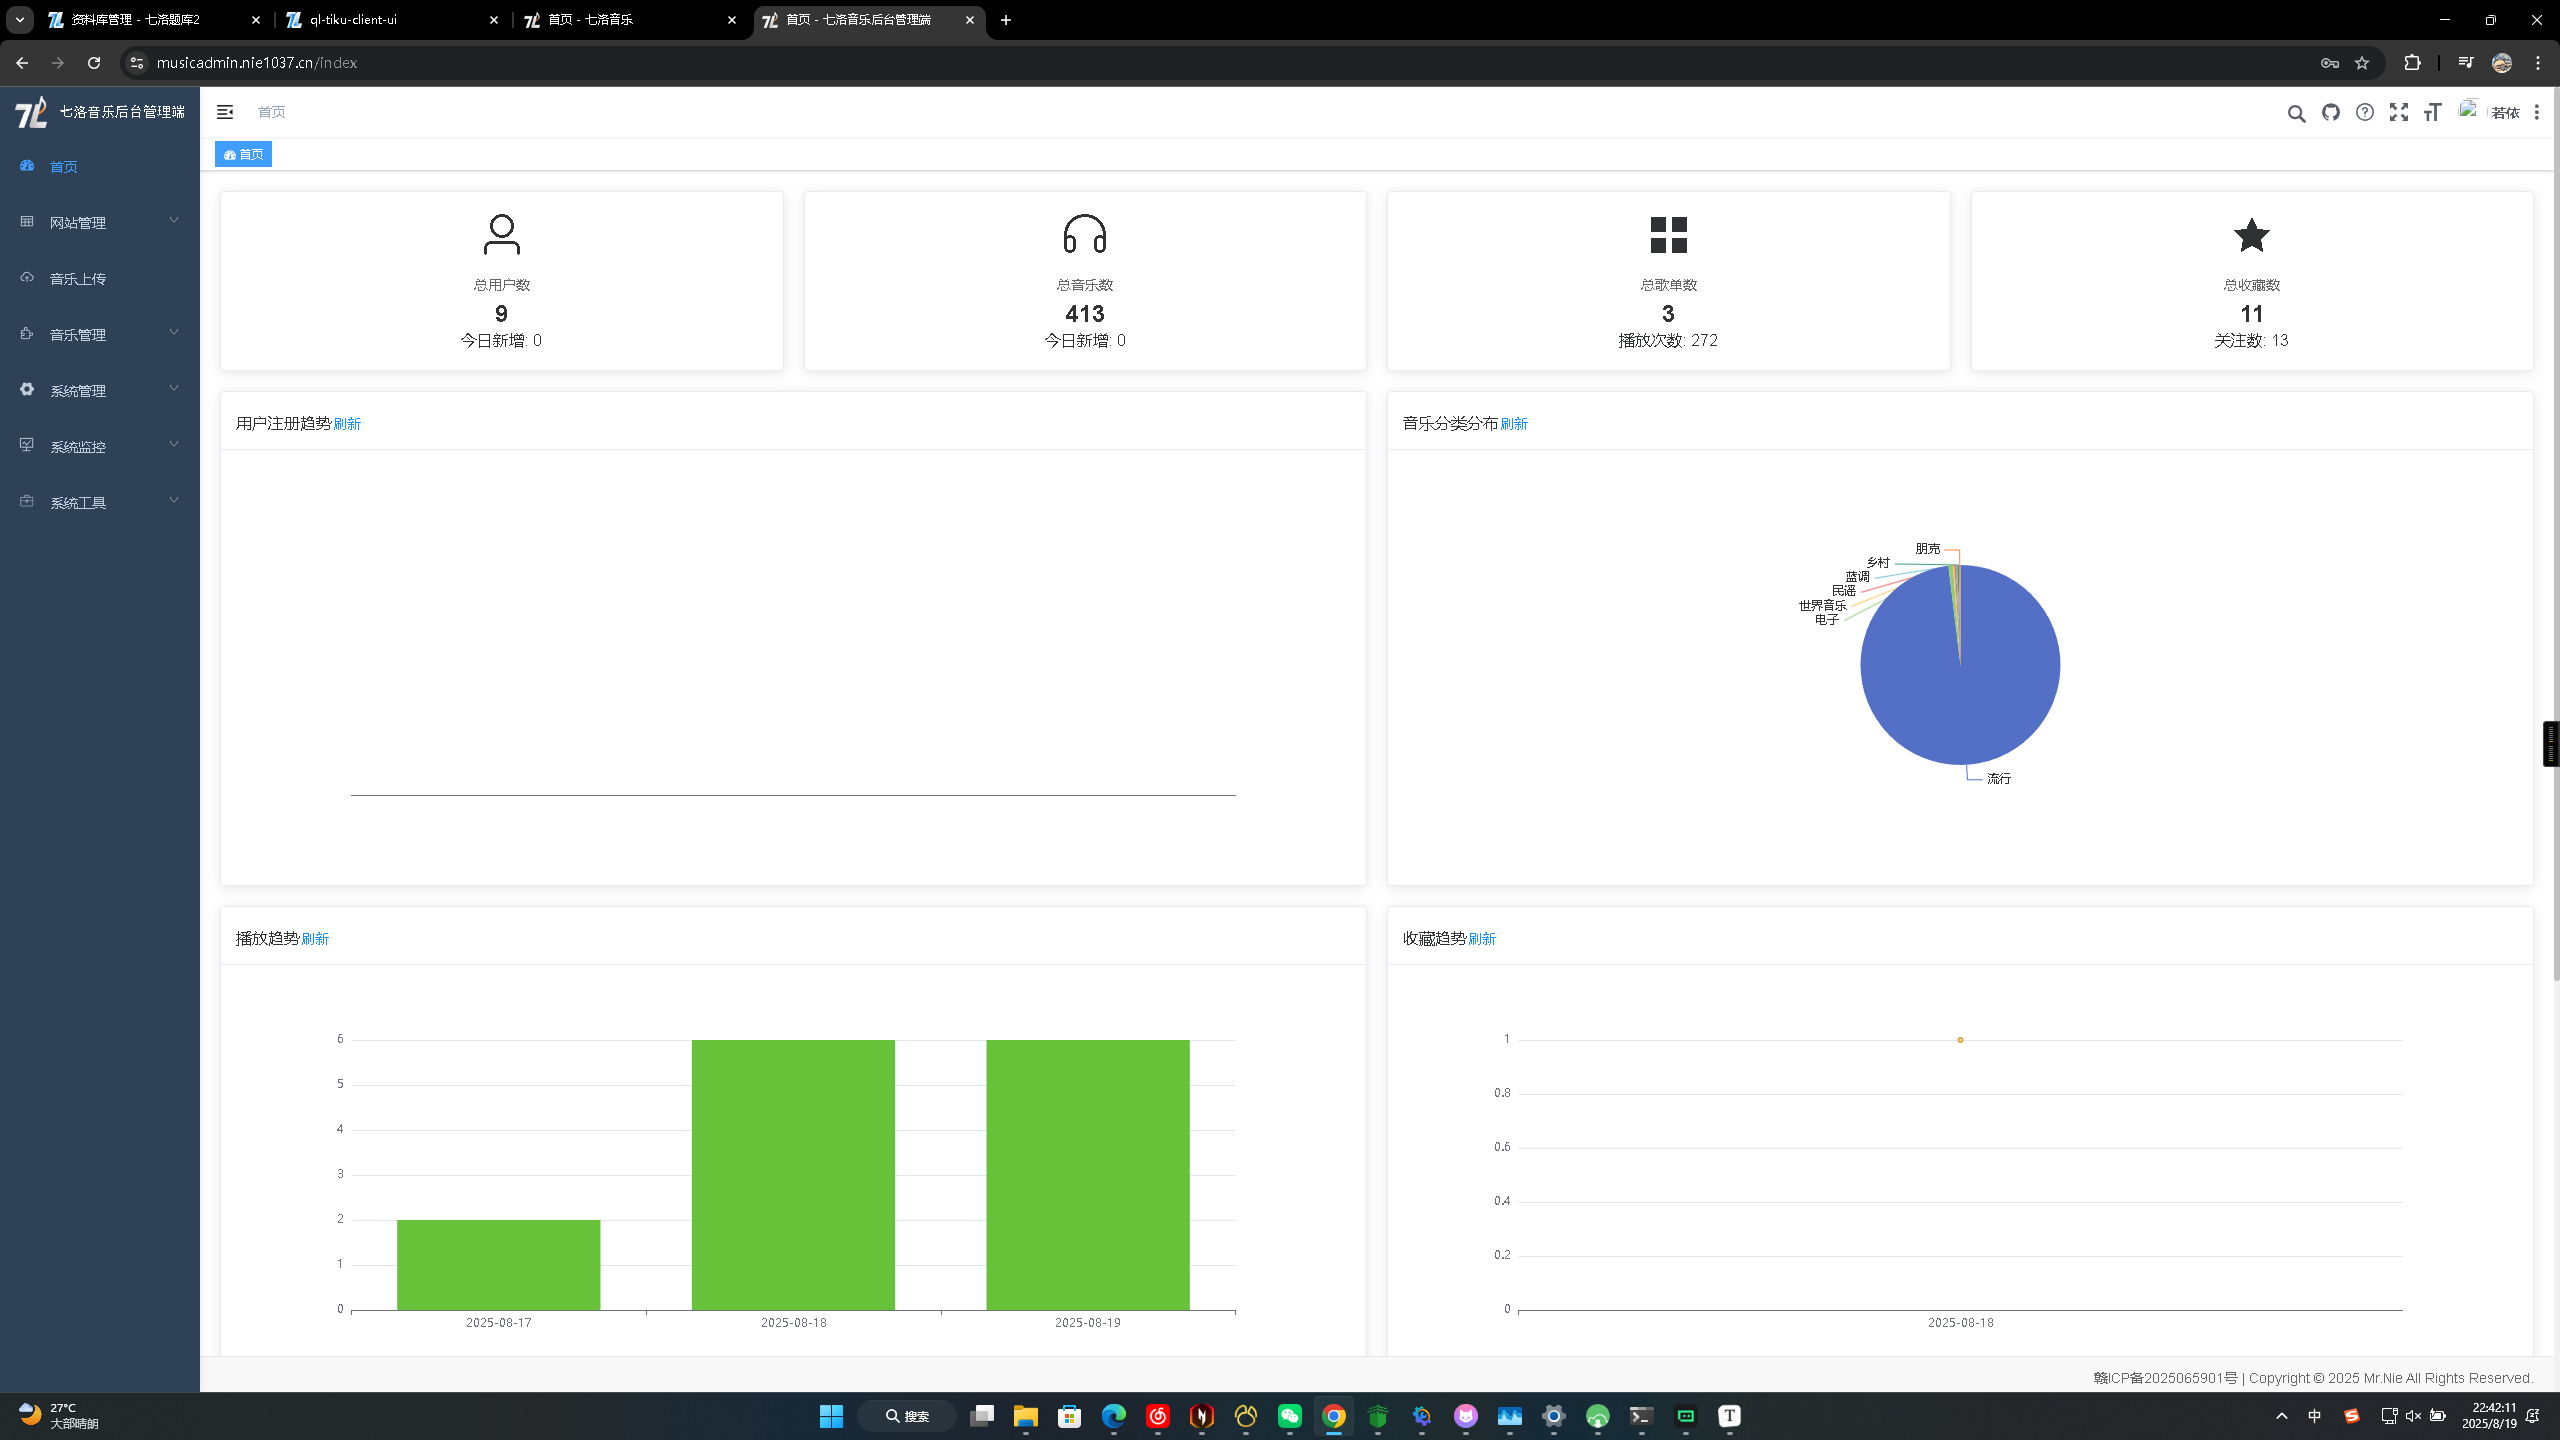 资料库管理 - 七洛题库2
ql-tiku-client-ui
首页 - 七洛音乐
首页 - 七洛音乐后台管理端
musicadmin.nie1037.cn/index
七洛音乐后台管理端
首页
网站管理
音乐上传
音乐管理
系统管理
系统监控
系统工具
首页
若依
首页
总用户数
9
今日新增: 0
总音乐数
413
今日新增: 0
总歌单数
3
播放次数: 272
总收藏数
11
关注数: 13
用户注册趋势刷新
音乐分类分布刷新
朋克
乡村
蓝调
民谣
世界音乐
电子
流行
播放趋势刷新
6
5
4
3
2
1
0
2025-08-17
2025-08-18
2025-08-19
收藏趋势刷新
1
0.8
0.6
0.4
0.2
0
2025-08-18
赣ICP备2025065901号 | Copyright © 2025 Mr.Nie All Rights Reserved.
27°C
大部晴朗
搜索
中
22:42:11
2025/8/19